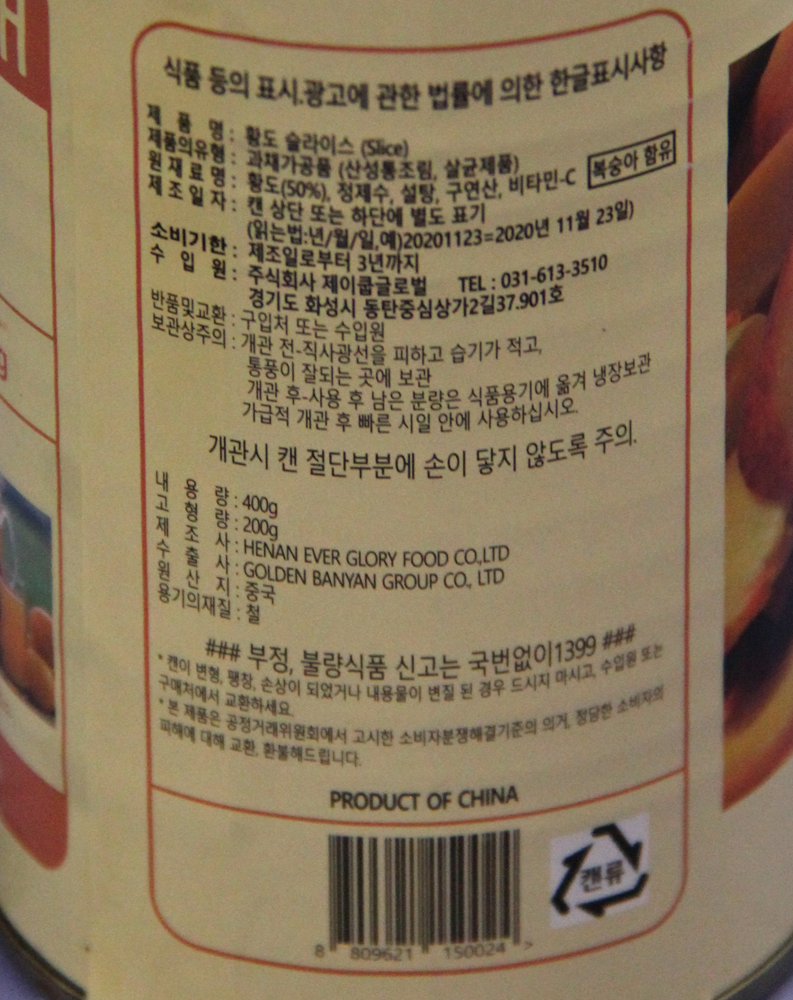 식품 등의 표시.광고에 관한 법률에 의한 한글표시사항
제 품 명 : 황도 슬라이스 (Slice)
제품의유형 : 과채가공품 (산성통조림, 살균제품)
원 재 료 명 : 황도(50%), 정제수, 설탕, 구연산, 비타민-C 복숭아 함유
제 조 일 자 : 캔 상단 또는 하단에 별도 표기
(읽는법:년/월/일,예)20201123=2020년 11월 23일)
소비기한 : 제조일로부터 3년까지
수 입 원 : 주식회사 제이쿱글로벌 TEL : 031-613-3510
경기도 화성시 동탄중심상가2길37.901호
반품및교환 : 구입처 또는 수입원
보관상주의 : 개관 전-직사광선을 피하고 습기가 적고,
통풍이 잘되는 곳에 보관
개관 후-사용 후 남은 분량은 식품용기에 옮겨 냉장보관
가급적 개관 후 빠른 시일 안에 사용하십시오.
개관시 캔 절단부분에 손이 닿지 않도록 주의.
내 용 량 : 400g
고 형 량 : 200g
제 조 사 : HENAN EVER GLORY FOOD CO,LTD
수 출 사 : GOLDEN BANYAN GROUP CO., LTD
원 산 지 : 중국
용기의재질 : 철
### 부정, 불량식품 신고는 국번없이1399 ###
* 캔이 변형, 팽창, 손상이 되었거나 내용물이 변질 된 경우 드시지 마시고, 수입원 또는
구매처에서 교환하세요.
* 본 제품은 공정거래위원회에서 고시한 소비자분쟁해결기준의 의거, 정당한 소비자의
피해에 대해 교환, 환불해드립니다.
PRODUCT OF CHINA
캔류
8 809621 150024 >
H
g